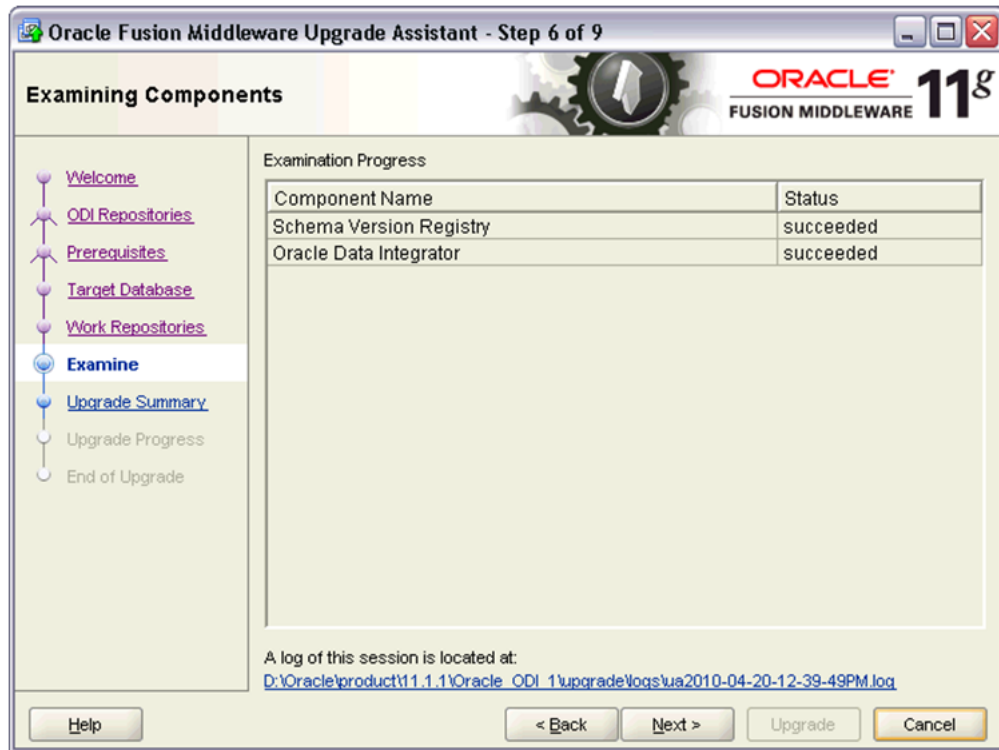 Oracle Fusion Middleware Upgrade Assistant - Step 6 of 9
Examining Components
ORACLE 11g
FUSION MIDDLEWARE
Welcome
ODI Repositories
Prerequisites
Target Database
Work Repositories
Examine
Upgrade Summary
Upgrade Progress
End of Upgrade
Examination Progress
Component Name Status
Schema Version Registry succeeded
Oracle Data Integrator succeeded
A log of this session is located at:
D:\Oracle\product\11.1.1\Oracle_ODI_1\upgrade\logs\ua2010-04-20-12-39-49PM.log
Help < Back Next > Upgrade Cancel